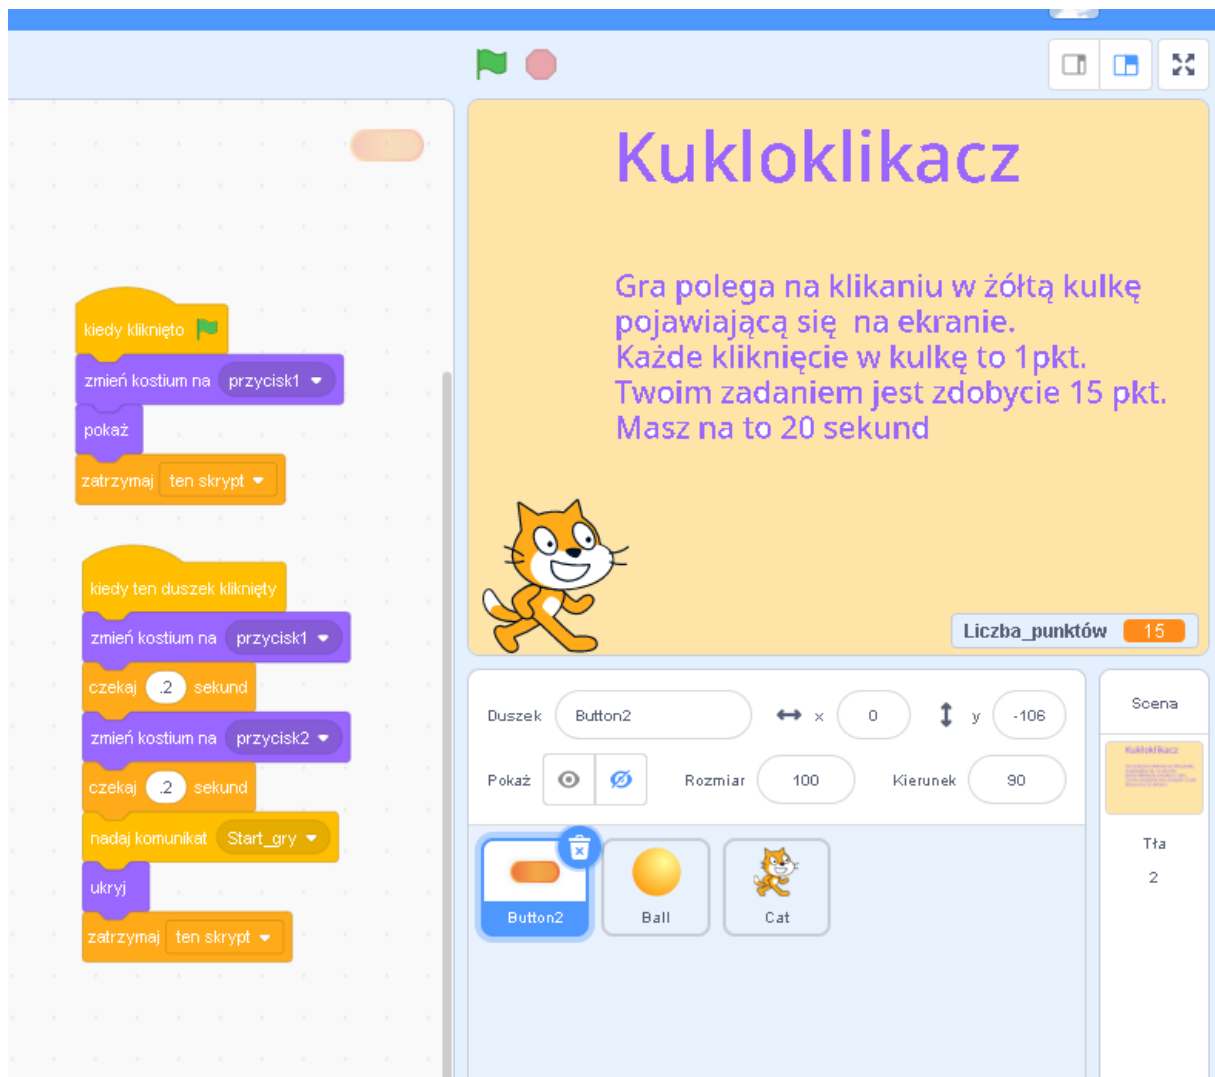 kiedy kliknięto
zmień kostium na przycisk1
pokaż
zatrzymaj ten skrypt
kiedy ten duszek kliknięty
zmień kostium na przycisk1
czekaj .2 sekund
zmień kostium na przycisk2
czekaj .2 sekund
nadaj komunikat Start_gry
ukryj
zatrzymaj ten skrypt
Kukloklikacz
Gra polega na klikaniu w żółtą kulkę
pojawiającą się na ekranie.
Każde kliknięcie w kulkę to 1pkt.
Twoim zadaniem jest zdobycie 15 pkt.
Masz na to 20 sekund
Liczba_punktów 15
Duszek Button2 x 0 y -106
Pokaż Rozmiar 100 Kierunek 90
Button2 Ball Cat
Scena
Kukloklikacz
Tła
2